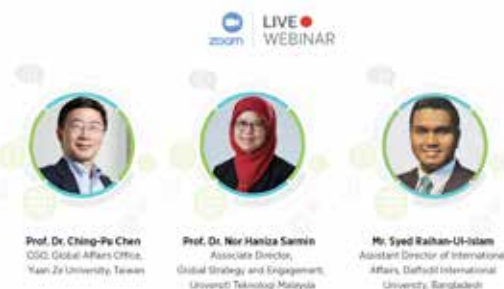 zoom
LIVE
WEBINAR
Prof. Dr. Ching-Pu Chen
CGO, Global Affairs Office,
Yuan Ze University, Taiwan
Prof. Dr. Nor Haniza Sarmin
Associate Director,
Global Strategy and Engagement,
Universiti Teknologi Malaysia
Mr. Syed Raihan-Ul-Islam
Assistant Director of International
Affairs, Daffodil International
University, Bangladesh